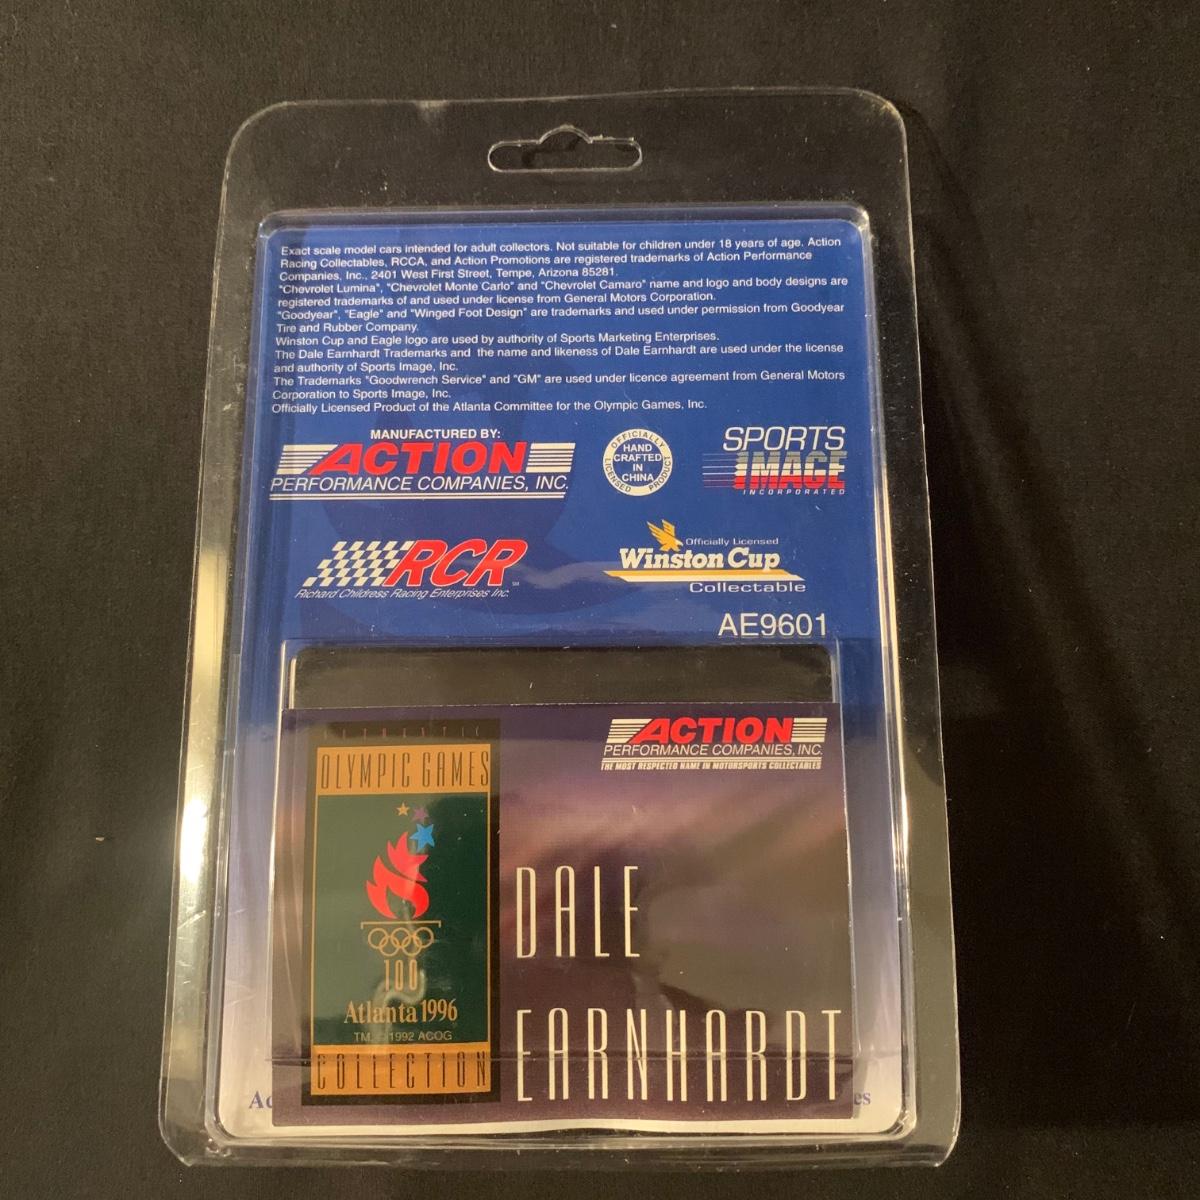 Exact scale model cars intended for adult collectors. Not suitable for children under 18 years of age. Action
Racing Collectables, RCCA, and Action Promotions are registered trademarks of Action Performance
Companies, Inc., 2401 West First Street, Tempe, Arizona 85281.
"Chevrolet Lumina", "Chevrolet Monte Carlo" and "Chevrolet Camaro" name and logo and body designs are
registered trademarks of and used under license from General Motors Corporation.
"Goodyear", "Eagle" and "Winged Foot Design" are trademarks and used under permission from Goodyear
Tire and Rubber Company.
Winston Cup and Eagle logo are used by authority of Sports Marketing Enterprises.
The Dale Earnhardt Trademarks and the name and likeness of Dale Earnhardt are used under the license
and authority of Sports Image, Inc.
The Trademarks "Goodwrench Service" and "GM" are used under licence agreement from General Motors
Corporation to Sports Image, Inc.
Officially Licensed Product of the Atlanta Committee for the Olympic Games, Inc.
MANUFACTURED BY:
ACTION
PERFORMANCE COMPANIES, INC.
OFFICIALLY LICENSED PRODUCT
HAND
CRAFTED
IN
CHINA
SPORTS
IMAGE
INCORPORATED
RCR SM
Richard Childress Racing Enterprises Inc.
Officially Licensed
Winston Cup
Collectable
AE9601
ACTION
PERFORMANCE COMPANIES, INC.
THE MOST RESPECTED NAME IN MOTORSPORTS COLLECTABLES
OLYMPIC GAMES
100
Atlanta 1996
TM, © 1992 ACOG
COLLECTION
DALE
EARNHARDT